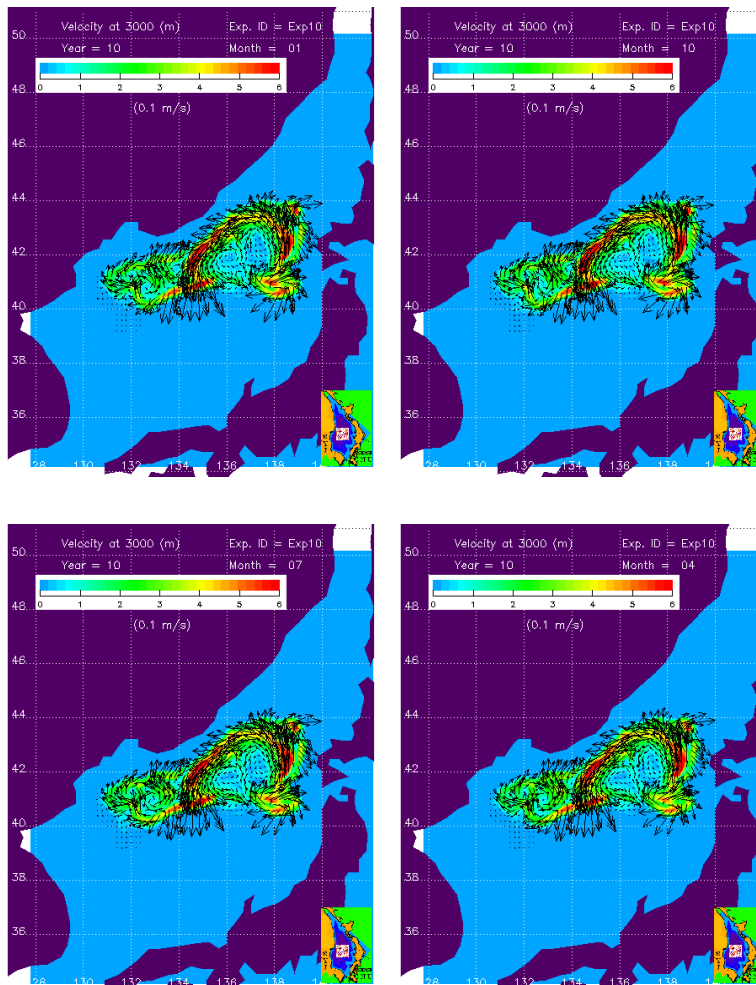 Velocity at 3000 (m) Exp. ID = Exp10
Year = 10 Month = 01
0 1 2 3 4 5 6
(0.1 m/s)
50
48
46
44
42
40
38
36
28 130 132 134 136 138
Velocity at 3000 (m) Exp. ID = Exp10
Year = 10 Month = 10
0 1 2 3 4 5 6
(0.1 m/s)
50
48
46
44
42
40
38
36
28 130 132 134 136 138
Velocity at 3000 (m) Exp. ID = Exp10
Year = 10 Month = 07
0 1 2 3 4 5 6
(0.1 m/s)
50
48
46
44
42
40
38
36
28 130 132 134 136 138
Velocity at 3000 (m) Exp. ID = Exp10
Year = 10 Month = 04
0 1 2 3 4 5 6
(0.1 m/s)
50
48
46
44
42
40
38
36
28 130 132 134 136 138